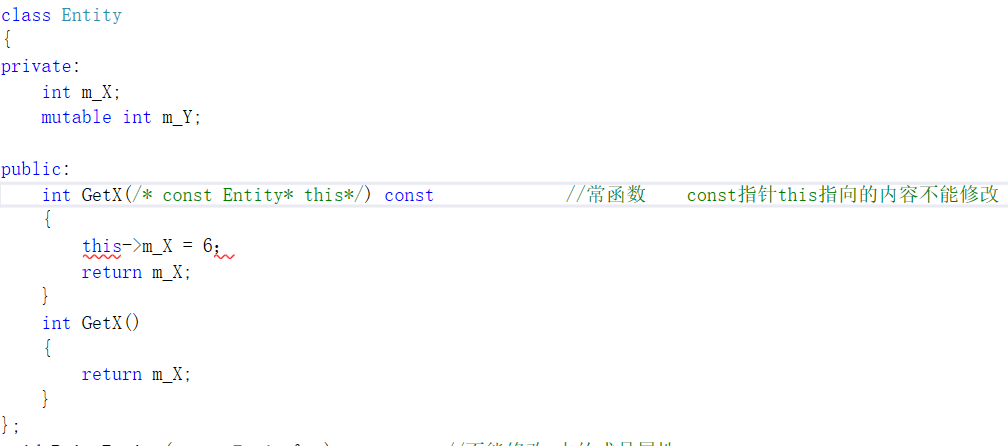 class Entity
{
private:
    int m_X;
    mutable int m_Y;
public:
    int GetX(/* const Entity* this*/) const             //常函数    const指针this指向的内容不能修改
    {
        this->m_X = 6;
        return m_X;
    }
    int GetX()
    {
        return m_X;
    }
};